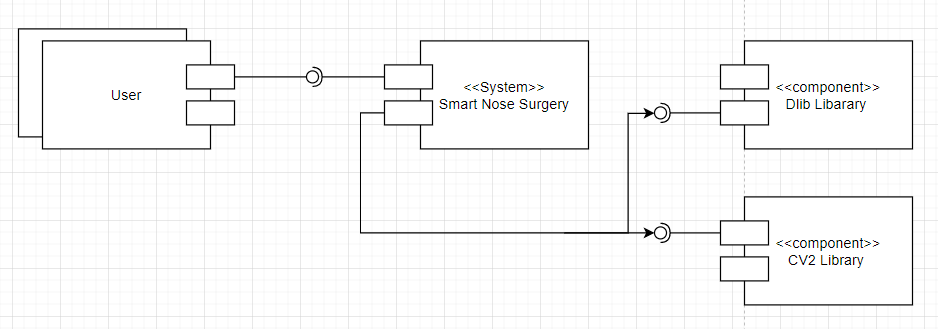 User
<<System>>
Smart Nose Surgery
<<component>>
Dlib Libarary
<<component>>
CV2 Library